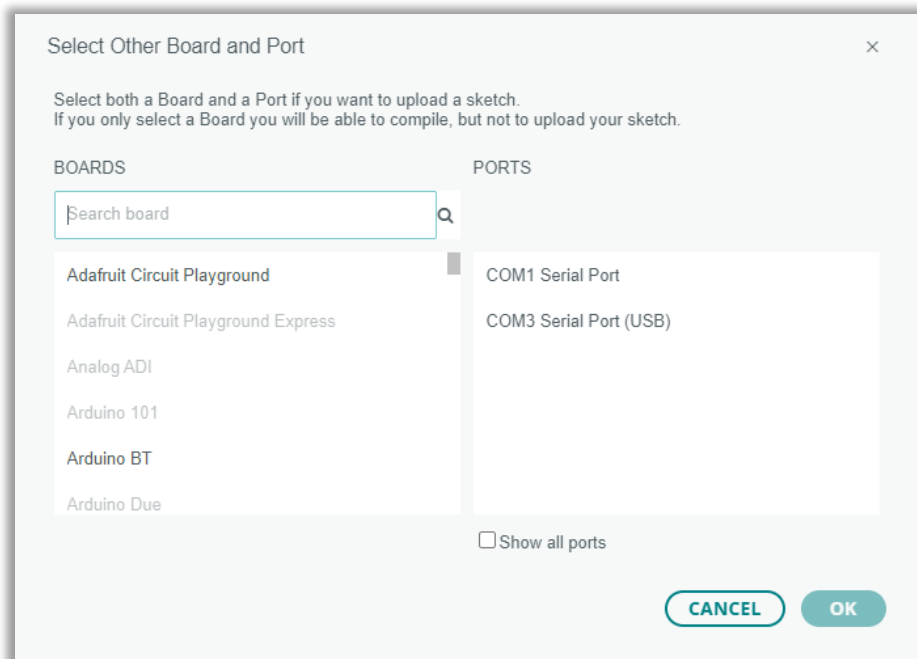 Select Other Board and Port
Select both a Board and a Port if you want to upload a sketch.
If you only select a Board you will be able to compile, but not to upload your sketch.
BOARDS
Search board
Adafruit Circuit Playground
Adafruit Circuit Playground Express
Analog ADI
Arduino 101
Arduino BT
Arduino Due
PORTS
COM1 Serial Port
COM3 Serial Port (USB)
Show all ports
CANCEL
OK